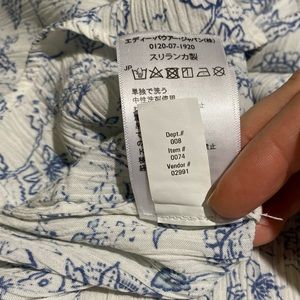 エディー・バウアー・ジャパン(株)
0120-07-1920
スリランカ製
JP
単独で洗う
中性洗剤使用
Dept.#
008
Item #
0074
Vendor #
02991